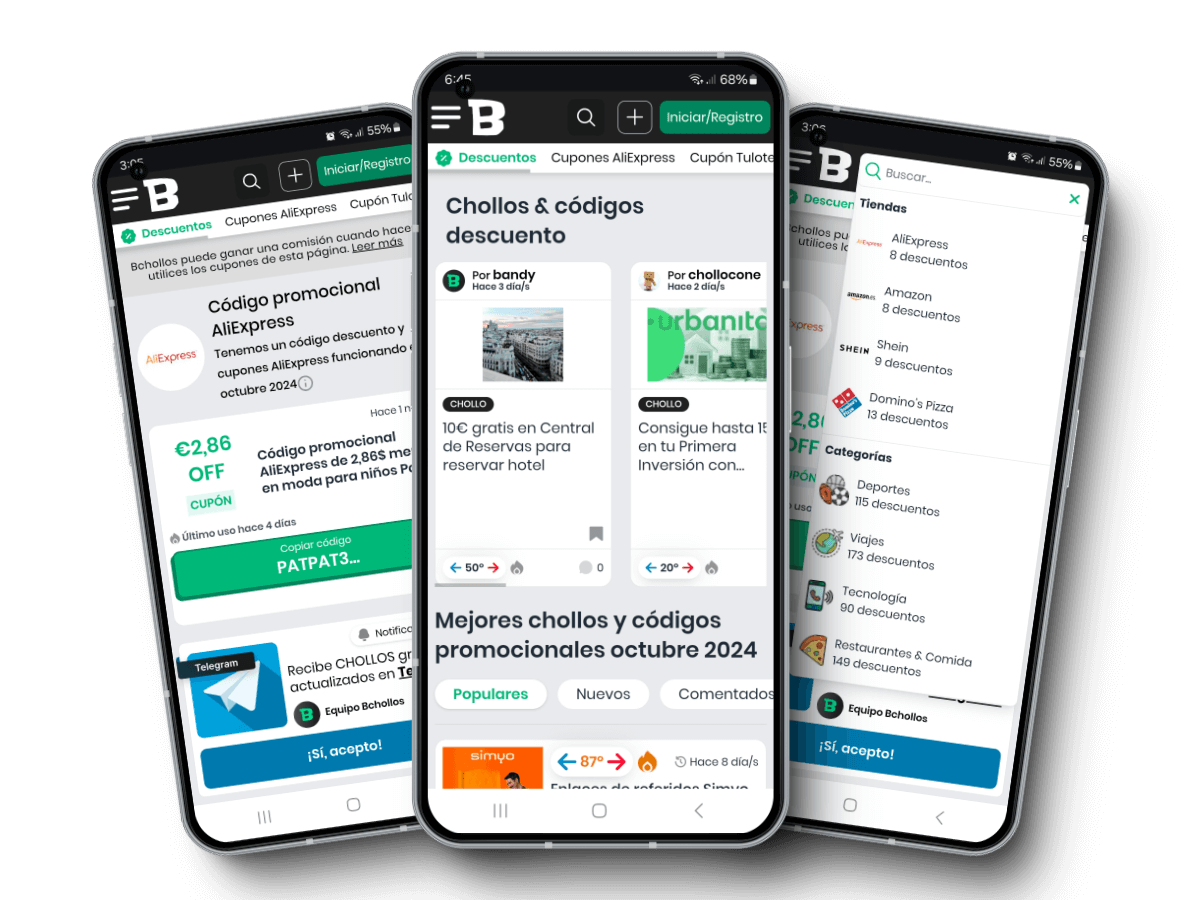 3:05
55%
B
Iniciar/Registro
Descuentos
Cupones AliExpress
Cupón Tulo
Bchollos puede ganar una comisión cuando hace
utilices los cupones de esta página. Leer más
Código promocional
AliExpress
AliExpress
Tenemos un código descuento y
cupones AliExpress funcionando e
octubre 2024
Hace 1
€2,86
OFF
CUPÓN
Código promocional
AliExpress de 2,86$ me
en moda para niños P
Último uso hace 4 días
Copiar código
PATPAT3...
Notifica
Telegram
Recibe CHOLLOS gr
actualizados en Te
B Equipo Bchollos
¡Sí, acepto!
6:45
68%
B
Iniciar/Registro
Descuentos
Cupones AliExpress
Cupón Tulote
Chollos & códigos
descuento
B
Por bandy
Hace 3 día/s
CHOLLO
10€ gratis en Central
de Reservas para
reservar hotel
50°
0
Por chollocone
Hace 2 día/s
urbanita
CHOLLO
Consigue hasta 15
en tu Primera
Inversión con...
20°
Mejores chollos y códigos
promocionales octubre 2024
Populares
Nuevos
Comentados
simyo
87°
Hace 8 día/s
Enlaces de referidos Simyo
3:06
55%
B
Descuen
chollos pu
utilices lo
xpress
2,8
OFF
UPÓN
uso
Buscar...
Tiendas
AliExpress
AliExpress
8 descuentos
amazon.es
Amazon
8 descuentos
SHEIN
Shein
9 descuentos
Domino's Pizza
13 descuentos
Categorías
Deportes
115 descuentos
Viajes
173 descuentos
Tecnología
90 descuentos
Restaurantes & Comida
149 descuentos
B Equipo Bchollos
¡Sí, acepto!